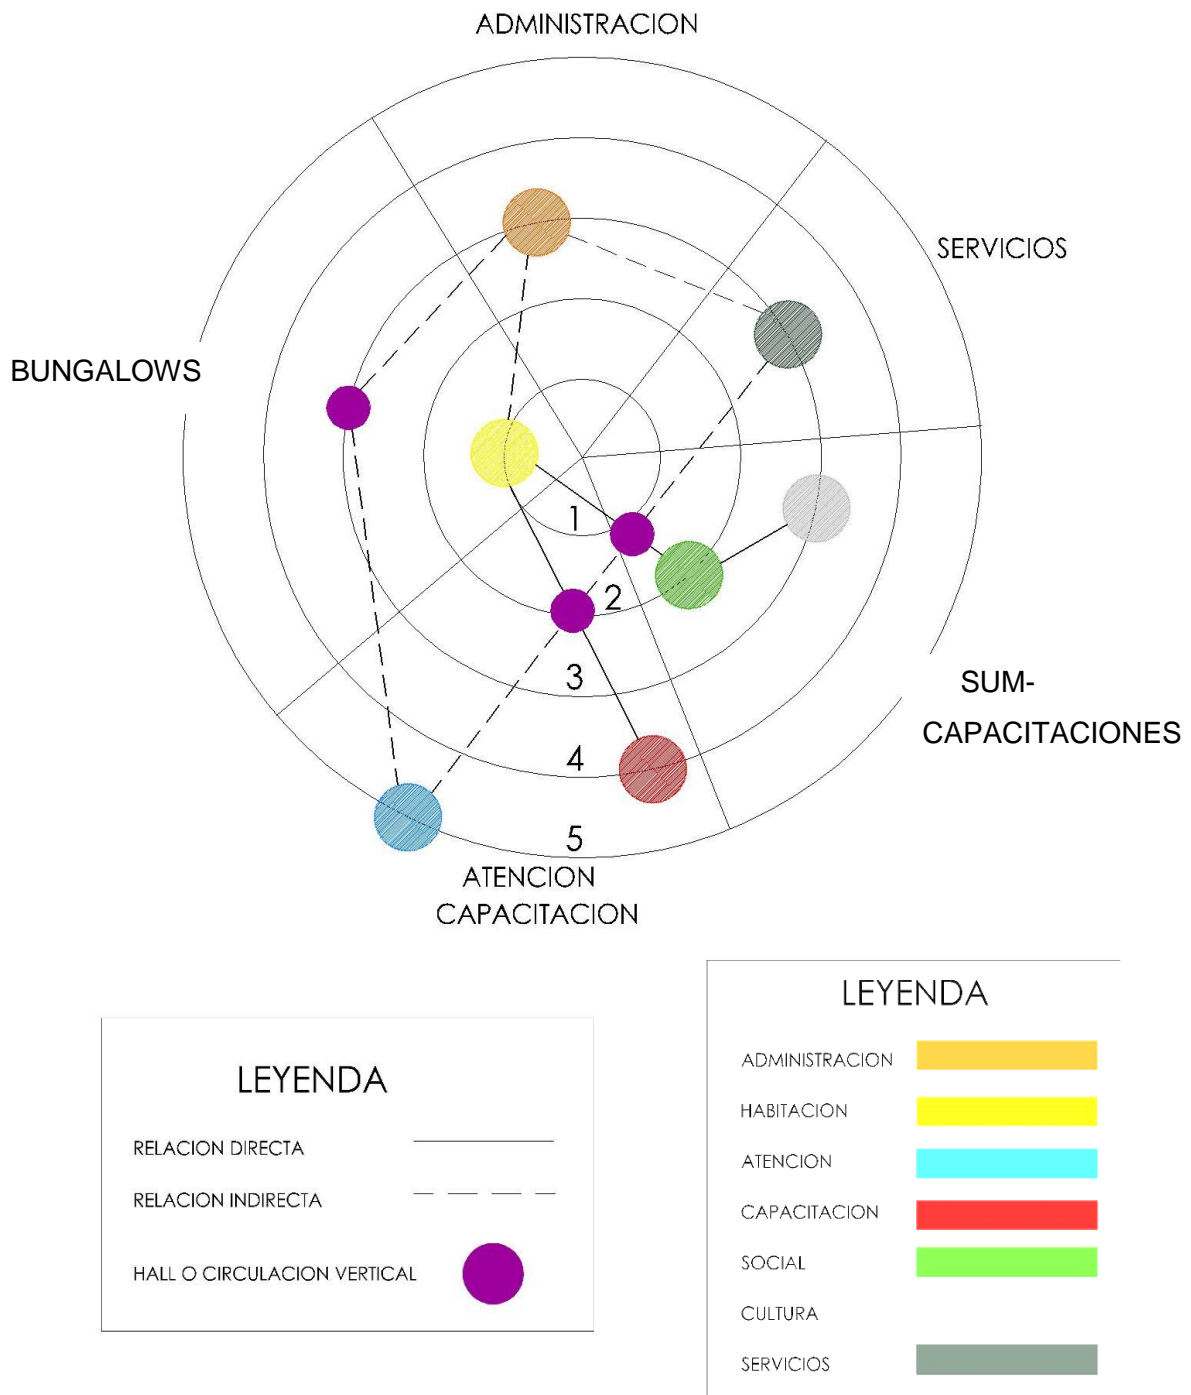 ADMINISTRACION
SERVICIOS
BUNGALOWS
1
2
3
4
5
SUM-
CAPACITACIONES
ATENCION
CAPACITACION
LEYENDA
RELACION DIRECTA
RELACION INDIRECTA
HALL O CIRCULACION VERTICAL
LEYENDA
ADMINISTRACION
HABITACION
ATENCION
CAPACITACION
SOCIAL
CULTURA
SERVICIOS